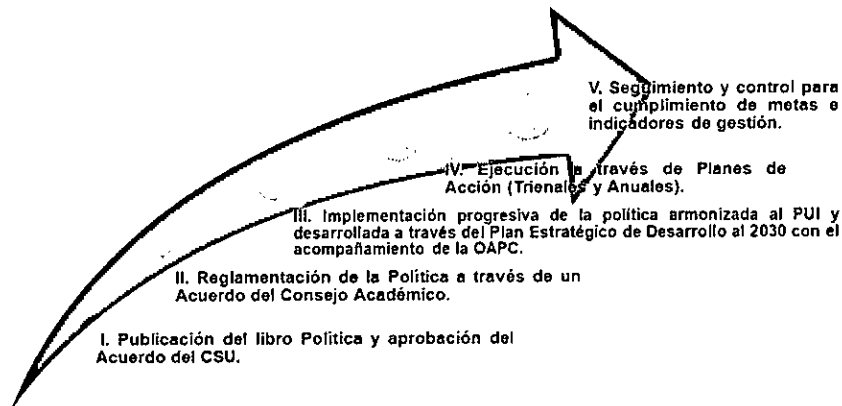 V. Seguimiento y control para
el cumplimiento de metas e
indicadores de gestión.
IV. Ejecución a través de Planes de
Acción (Trienales y Anuales).
III. Implementación progresiva de la política armonizada al PUI y
desarrollada a través del Plan Estratégico de Desarrollo al 2030 con el
acompañamiento de la OAPC.
II. Reglamentación de la Política a través de un
Acuerdo del Consejo Académico.
I. Publicación del libro Política y aprobación del
Acuerdo del CSU.